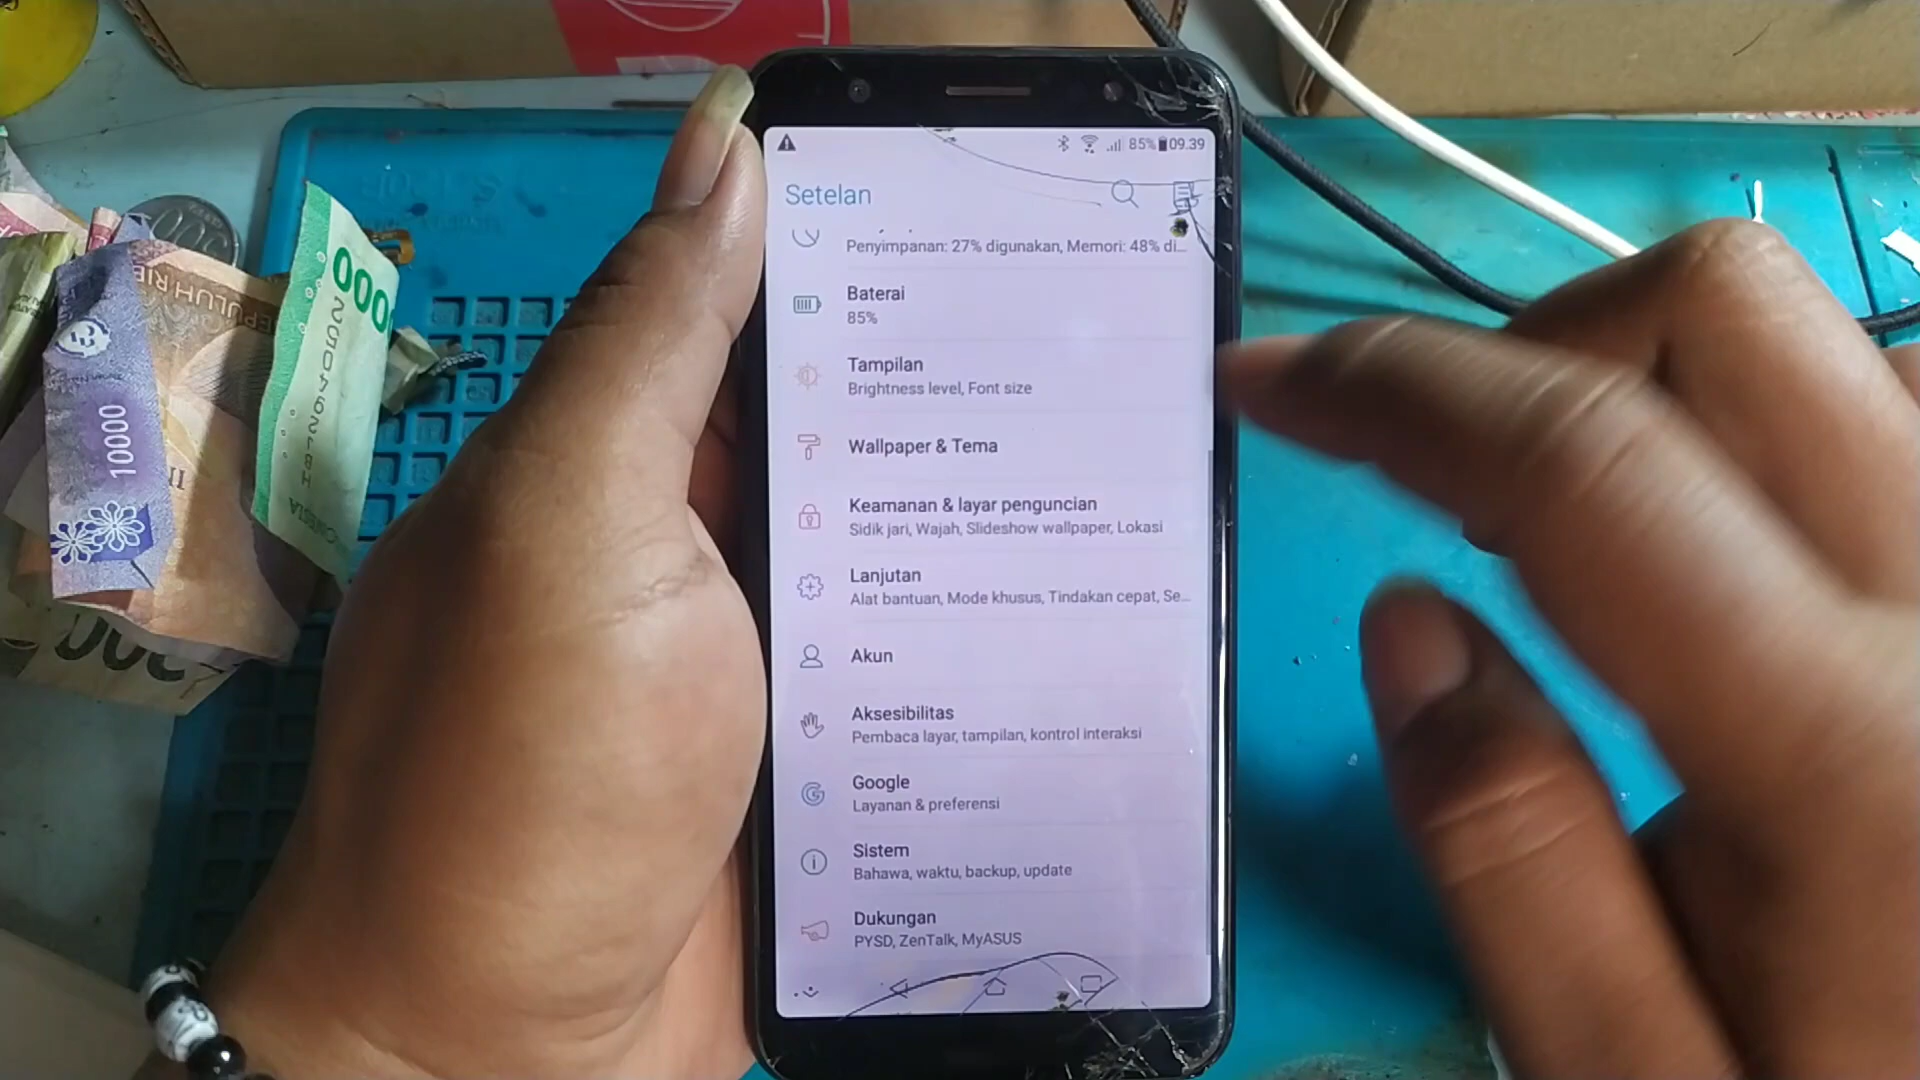 85% 09.39
Setelan
Penyimpanan: 27% digunakan, Memori: 48% di...
Baterai
85%
Tampilan
Brightness level, Font size
Wallpaper & Tema
Keamanan & layar penguncian
Sidik jari, Wajah, Slideshow wallpaper, Lokasi
Lanjutan
Alat bantuan, Mode khusus, Tindakan cepat, Se...
Akun
Aksesibilitas
Pembaca layar, tampilan, kontrol interaksi
Google
Layanan & preferensi
Sistem
Bahawa, waktu, backup, update
Dukungan
PYSD, ZenTalk, MyASUS
10000
000